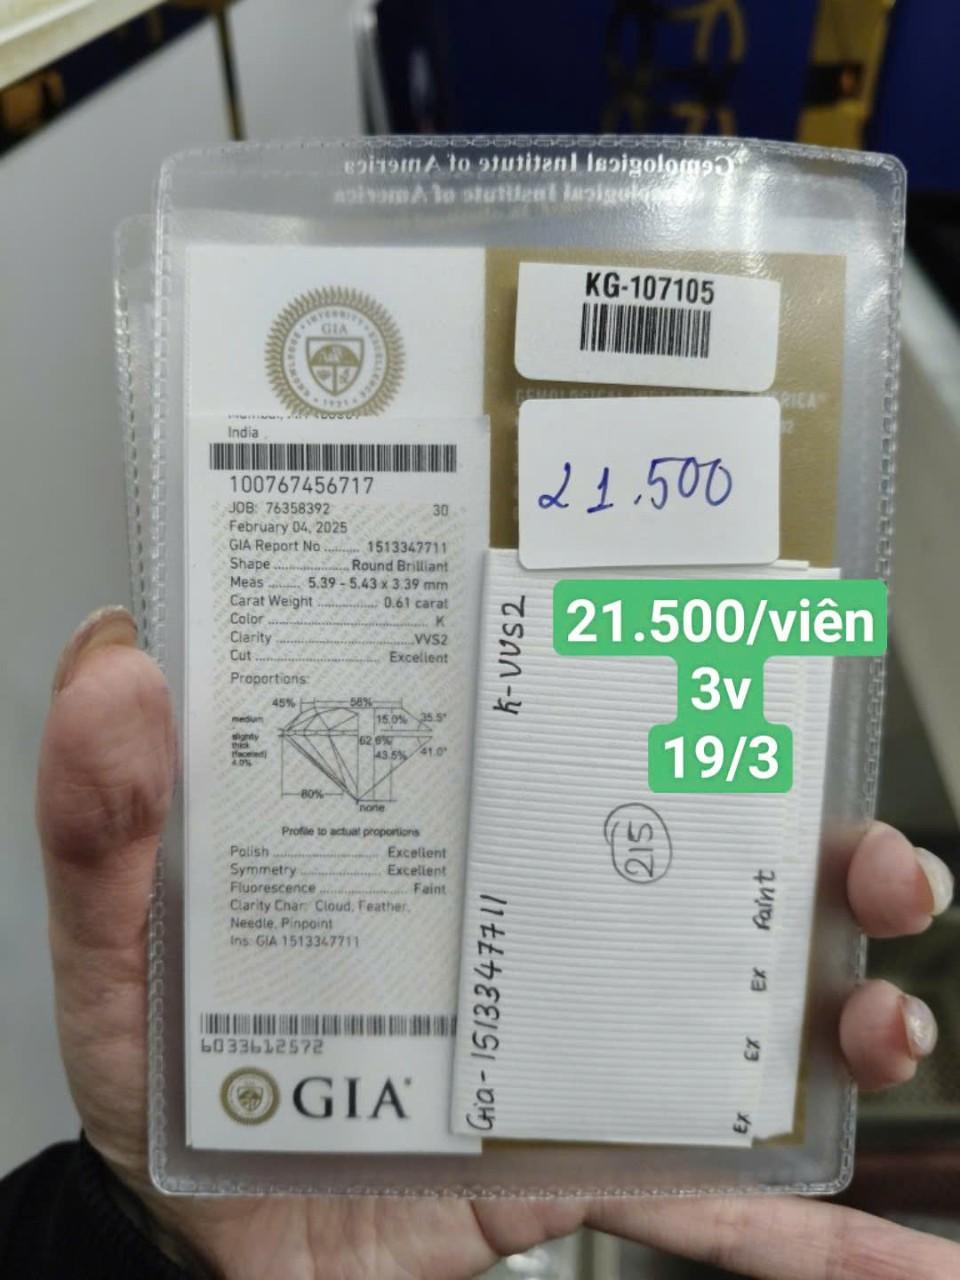 Gemological Institute of America
Gemological Institute of America
KG-107105
INTEGRITY
GIA
1931
India
100767456717
JOB: 76358392 30
February 04, 2025
GIA Report No .......... 1513347711
Shape ........................ Round Brilliant
Meas ........ 5.39 - 5.43 x 3.39 mm
Carat Weight ................ 0.61 carat
Color ........................................ K
Clarity ................................ VVS2
Cut ............................... Excellent
Proportions:
45% 56%
medium 15.0% 35.5°
slightly thick (faceted) 4.0%
62.6%
43.5% 41.0°
80%
none
Profile to actual proportions
Polish ............................ Excellent
Symmetry ..................... Excellent
Fluorescence ..................... Faint
Clarity Char: Cloud, Feather,
Needle, Pinpoint
Ins: GIA 1513347711
6033612572
GIA
21.500
21.500/viên
3v
19/3
K-VVS2
215
Gia-1513347711
Ex Ex Ex Faint